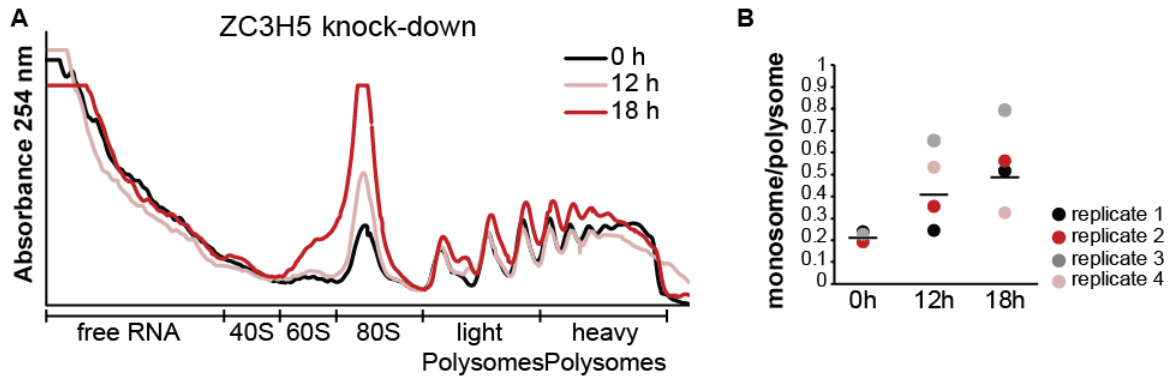 A
ZC3H5 knock-down
Absorbance 254 nm
0 h
12 h
18 h
free RNA
40S
60S
80S
light
heavy
Polysomes
Polysomes
B
monosome/polysome
1
0.9
0.8
0.7
0.6
0.5
0.4
0.3
0.2
0.1
0
0h
12h
18h
replicate 1
replicate 2
replicate 3
replicate 4